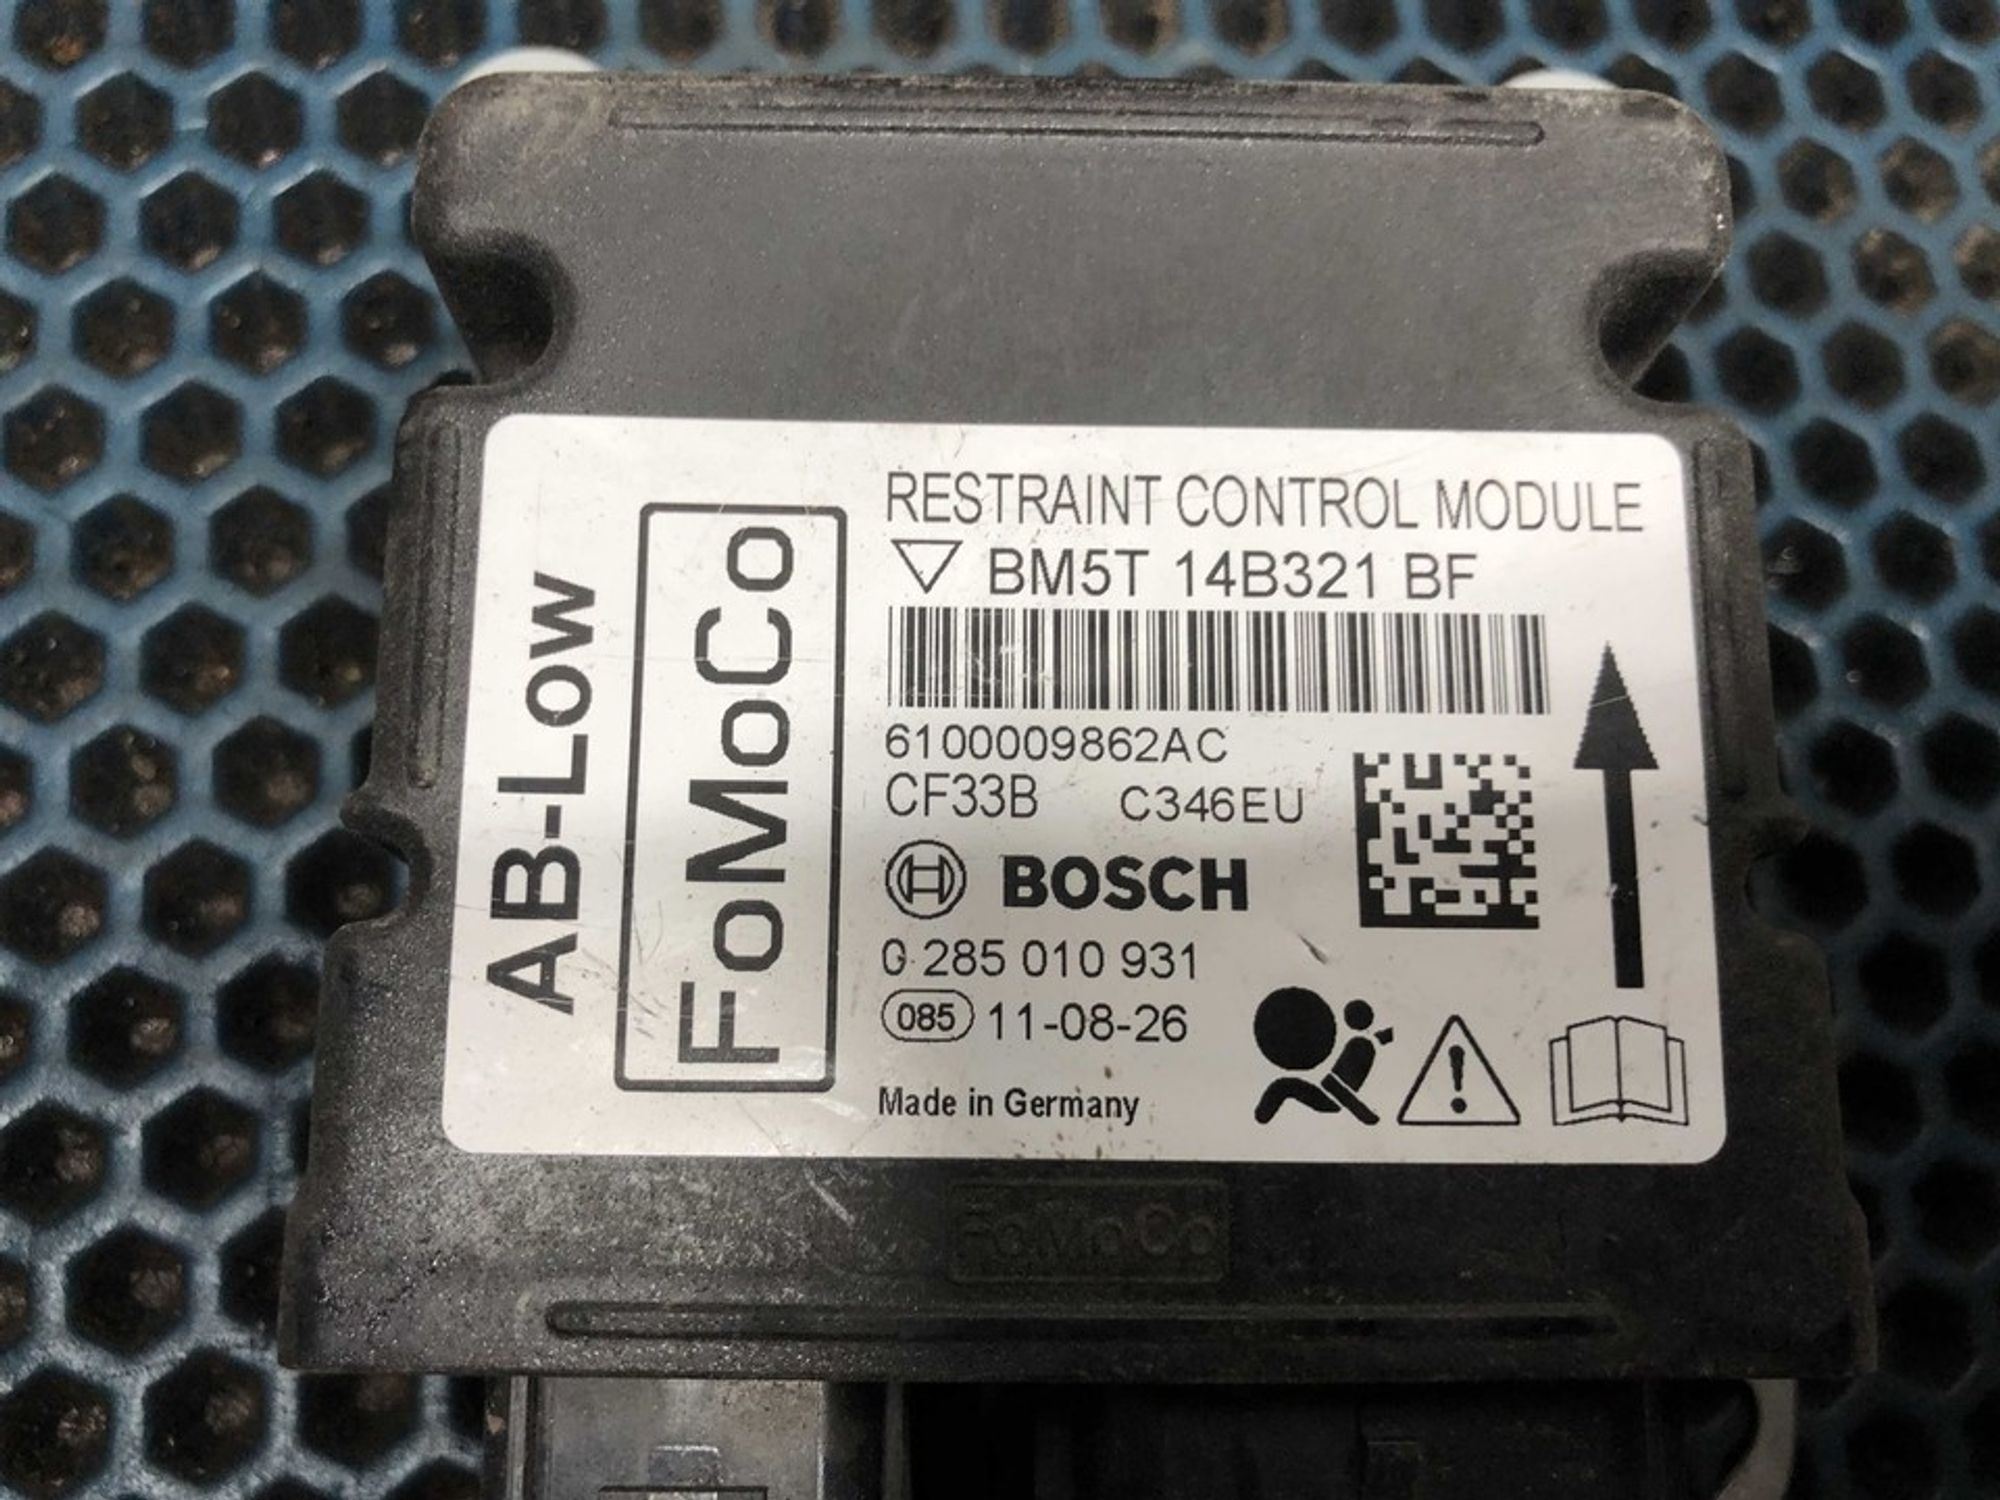 AB-LOW
FoMoCo
RESTRAINT CONTROL MODULE
BM5T 14B321 BF
6100009862AC
CF33B C346EU
BOSCH
0 285 010 931
085 11-08-26
Made in Germany
FoMoCo